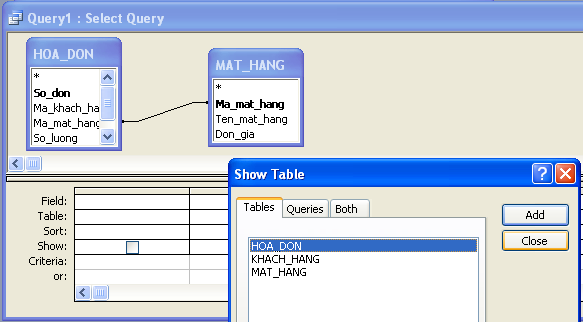 Query1 : Select Query
HOA_DON
*
So_don
Ma_khach_ha
Ma_mat_hang
So_luong
MAT_HANG
*
Ma_mat_hang
Ten_mat_hang
Don_gia
Field:
Table:
Sort:
Show:
Criteria:
or:
Show Table
Tables
Queries
Both
HOA_DON
KHACH_HANG
MAT_HANG
Add
Close